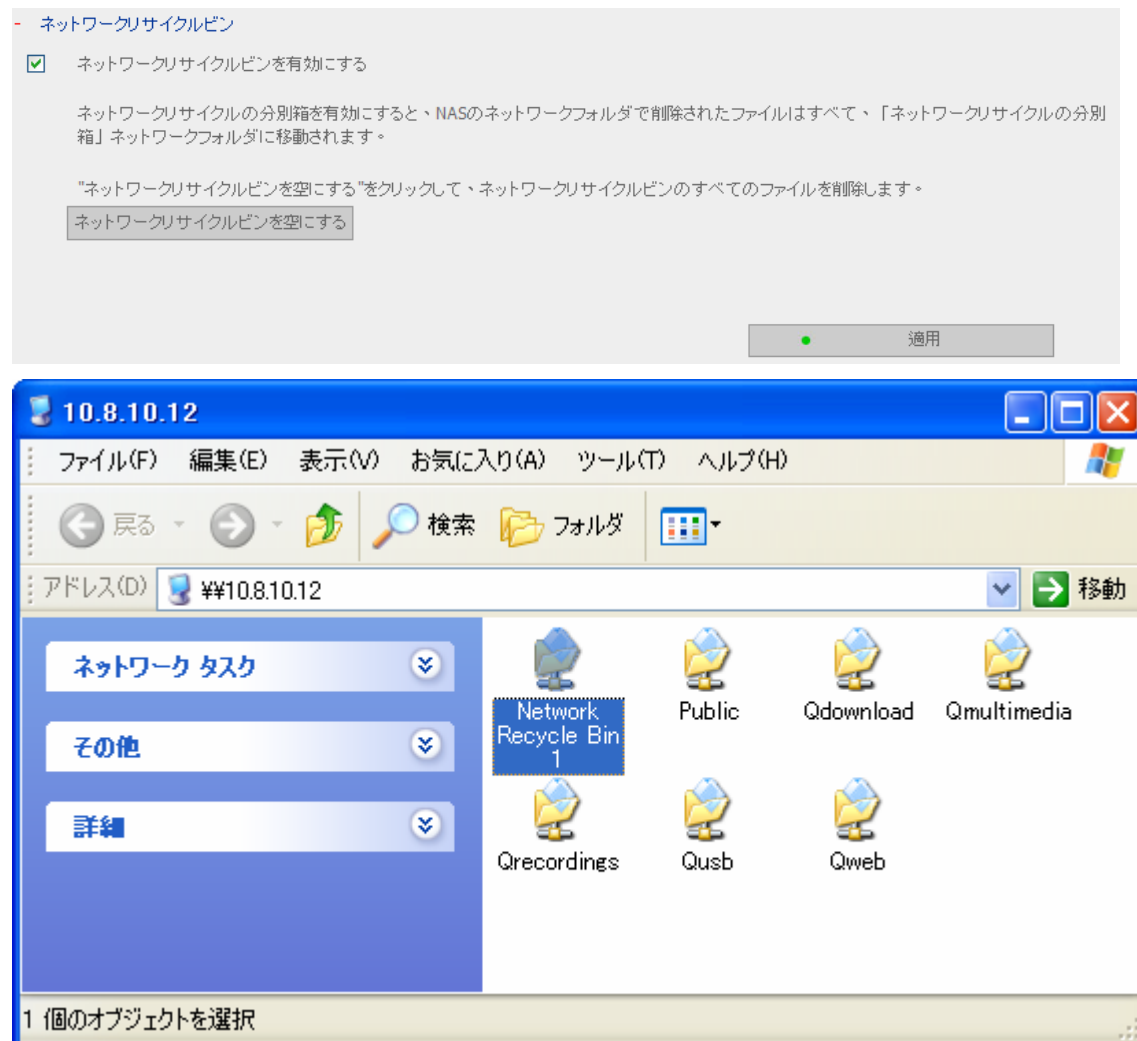 - ネットワークリサイクルビン
ネットワークリサイクルビンを有効にする
ネットワークリサイクルの分別箱を有効にすると、NASのネットワークフォルダで削除されたファイルはすべて、「ネットワークリサイクルの分別
箱」ネットワークフォルダに移動されます。
"ネットワークリサイクルビンを空にする"をクリックして、ネットワークリサイクルビンのすべてのファイルを削除します。
ネットワークリサイクルビンを空にする
適用
10.8.10.12
ファイル(F) 編集(E) 表示(V) お気に入り(A) ツール(T) ヘルプ(H)
戻る 検索 フォルダ
アドレス(D) ¥¥10.8.10.12 移動
ネットワーク タスク
その他
詳細
Network
Recycle Bin
1
Public
Qdownload
Qmultimedia
Qrecordings
Qusb
Qweb
1 個のオブジェクトを選択